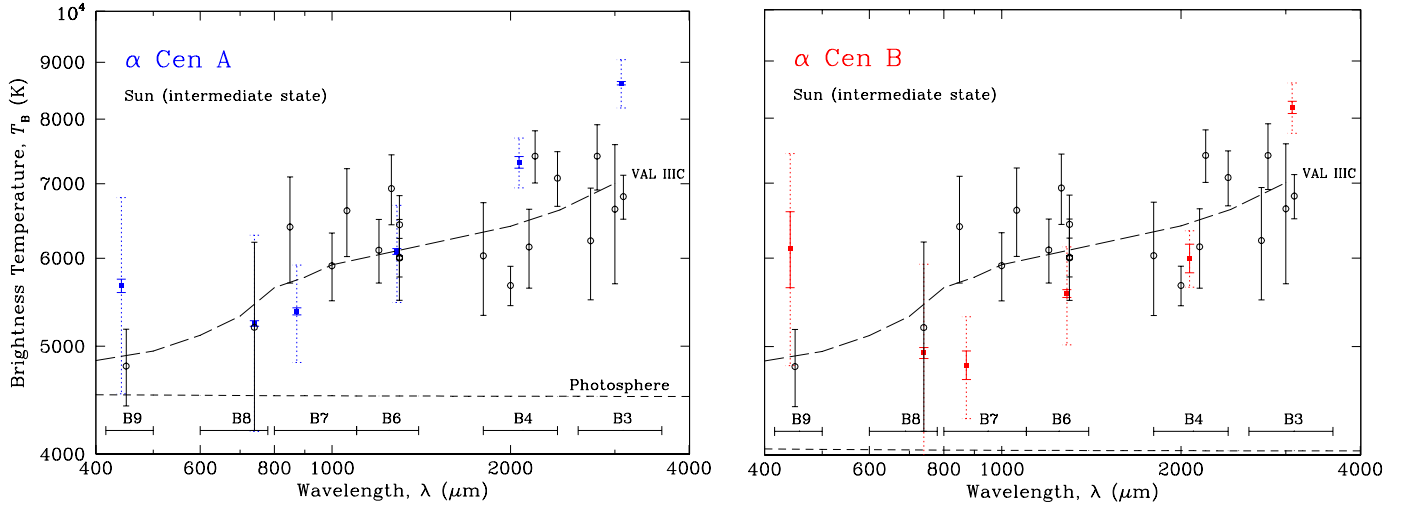 α Cen A
Sun (intermediate state)
Brightness Temperature, T_B (K)
10⁴
9000
8000
7000
6000
5000
4000
VAL IIIC
Photosphere
B9 B8 B7 B6 B4 B3
400 600 800 1000 2000 4000
Wavelength, λ (μm)
α Cen B
Sun (intermediate state)
VAL IIIC
B9 B8 B7 B6 B4 B3
400 600 800 1000 2000 4000
Wavelength, λ (μm)